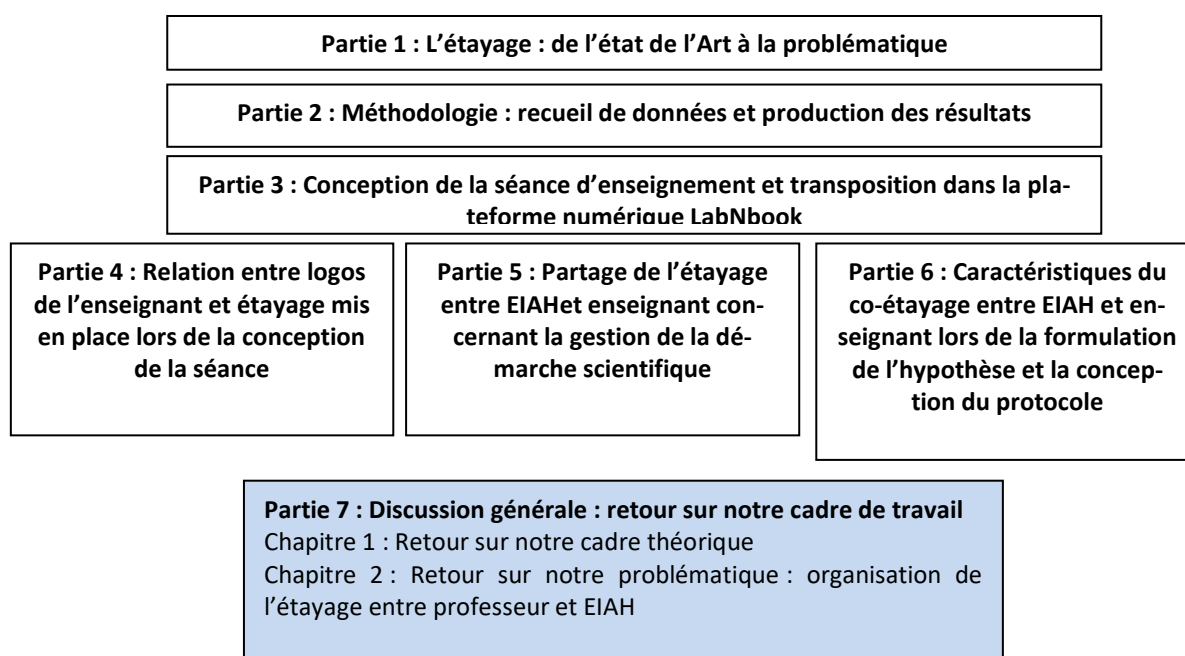 Partie 1 : L’étayage : de l’état de l’Art à la problématique
Partie 2 : Méthodologie : recueil de données et production des résultats
Partie 3 : Conception de la séance d’enseignement et transposition dans la pla-
teforme numérique LabNbook
Partie 4 : Relation entre logos
de l’enseignant et étayage mis
en place lors de la conception
de la séance
Partie 5 : Partage de l’étayage
entre EIAHet enseignant con-
cernant la gestion de la dé-
marche scientifique
Partie 6 : Caractéristiques du
co-étayage entre EIAH et en-
seignant lors de la formulation
de l’hypothèse et la concep-
tion du protocole
Partie 7 : Discussion générale : retour sur notre cadre de travail
Chapitre 1 : Retour sur notre cadre théorique
Chapitre 2 : Retour sur notre problématique : organisation de
l’étayage entre professeur et EIAH